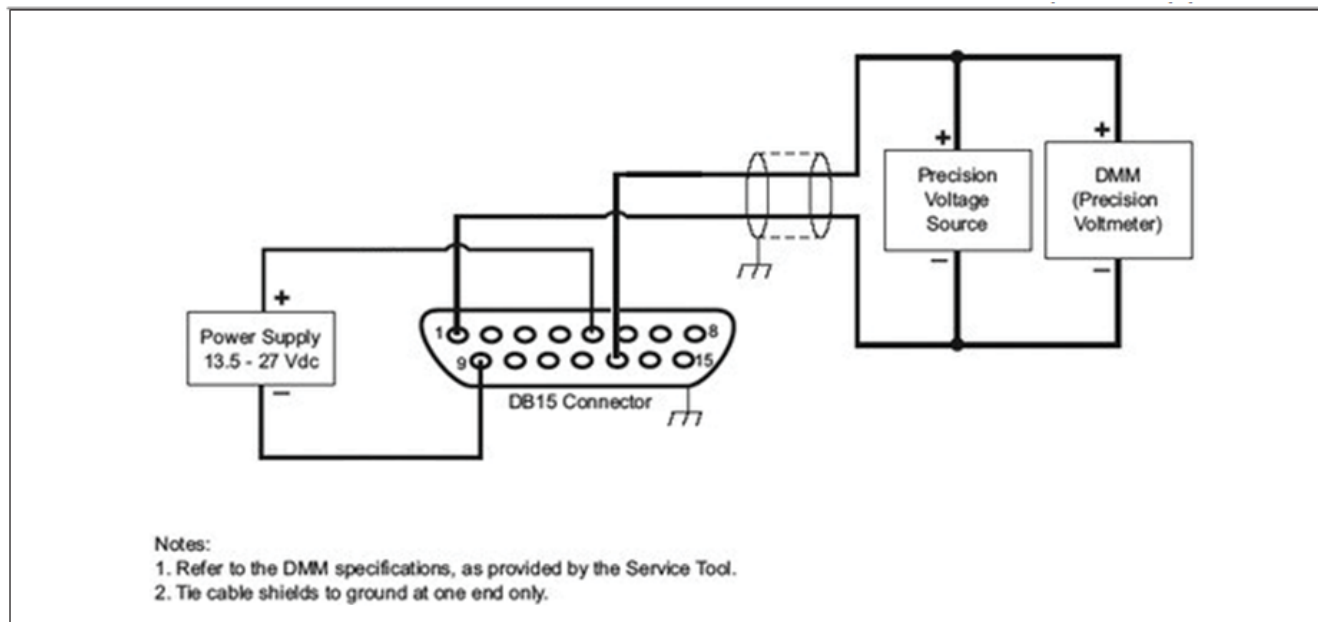 +
+
Precision
Voltage
Source
DMM
(Precision
Voltmeter)
−
−
+
Power Supply
13.5 - 27 Vdc
−
1
8
9
15
DB15 Connector
Notes:
1. Refer to the DMM specifications, as provided by the Service Tool.
2. Tie cable shields to ground at one end only.